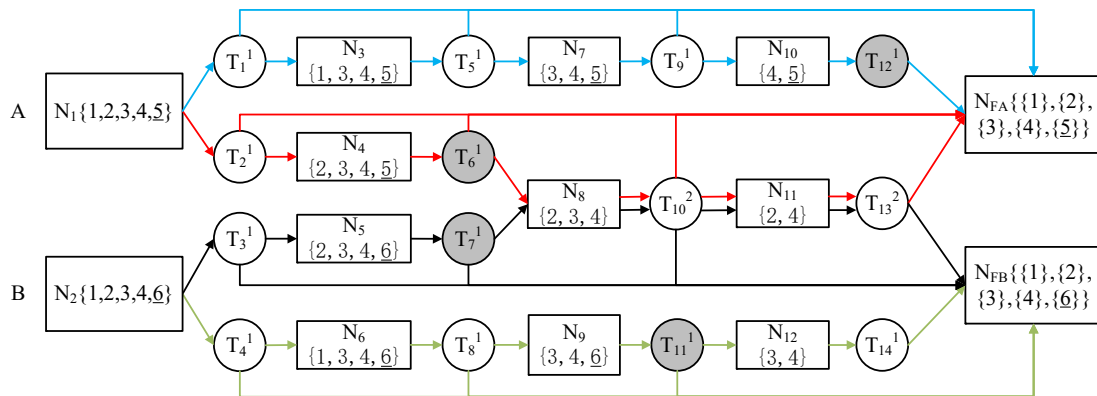 A
N₁{1,2,3,4,5}
T₁¹
N₃
{1, 3, 4, 5}
T₅¹
N₇
{3, 4, 5}
T₉¹
N₁₀
{4, 5}
T₁₂¹
N_FA{{1},{2},
{3},{4},{5}}
T₂¹
N₄
{2, 3, 4, 5}
T₆¹
N₈
{2, 3, 4}
T₁₀²
N₁₁
{2, 4}
T₁₃²
B
N₂{1,2,3,4,6}
T₃¹
N₅
{2, 3, 4, 6}
T₇¹
N_FB{{1},{2},
{3},{4},{6}}
T₄¹
N₆
{1, 3, 4, 6}
T₈¹
N₉
{3, 4, 6}
T₁₁¹
N₁₂
{3, 4}
T₁₄¹